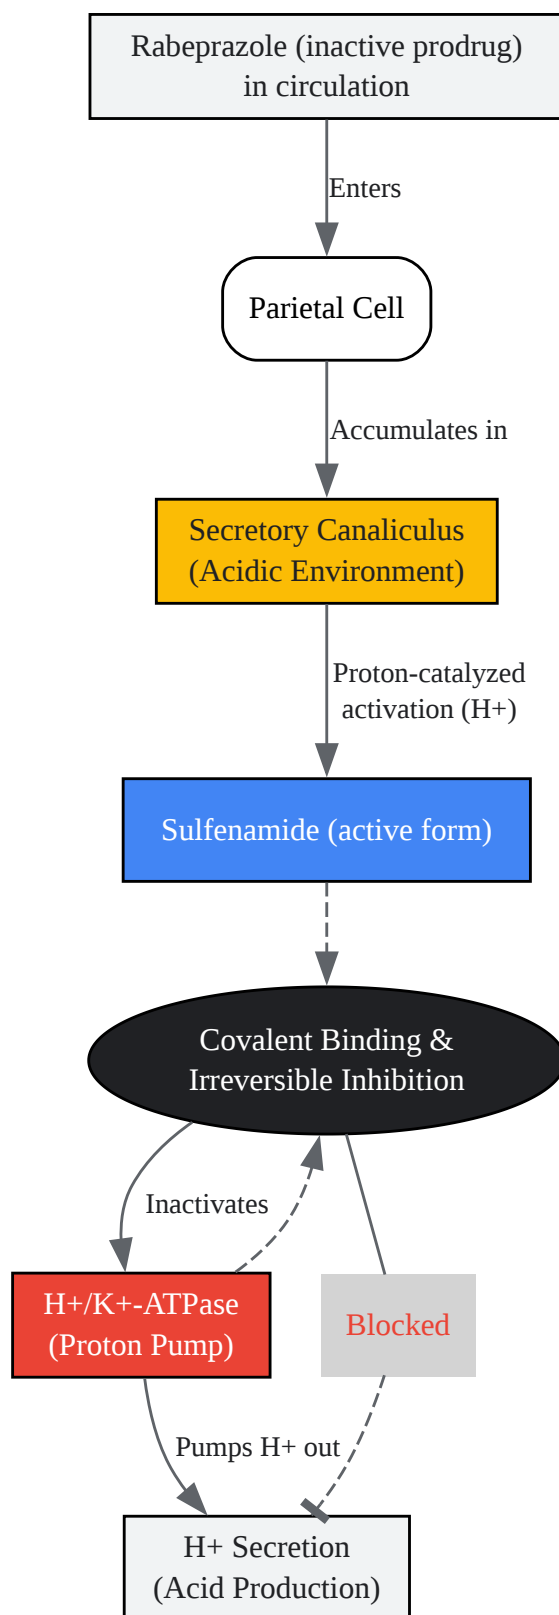 Rabeprazole (inactive prodrug)
in circulation
Enters
Parietal Cell
Accumulates in
Secretory Canaliculus
(Acidic Environment)
Proton-catalyzed
activation (H+)
Sulfenamide (active form)
Covalent Binding &
Irreversible Inhibition
Inactivates
H+/K+-ATPase
(Proton Pump)
Blocked
Pumps H+ out
H+ Secretion
(Acid Production)